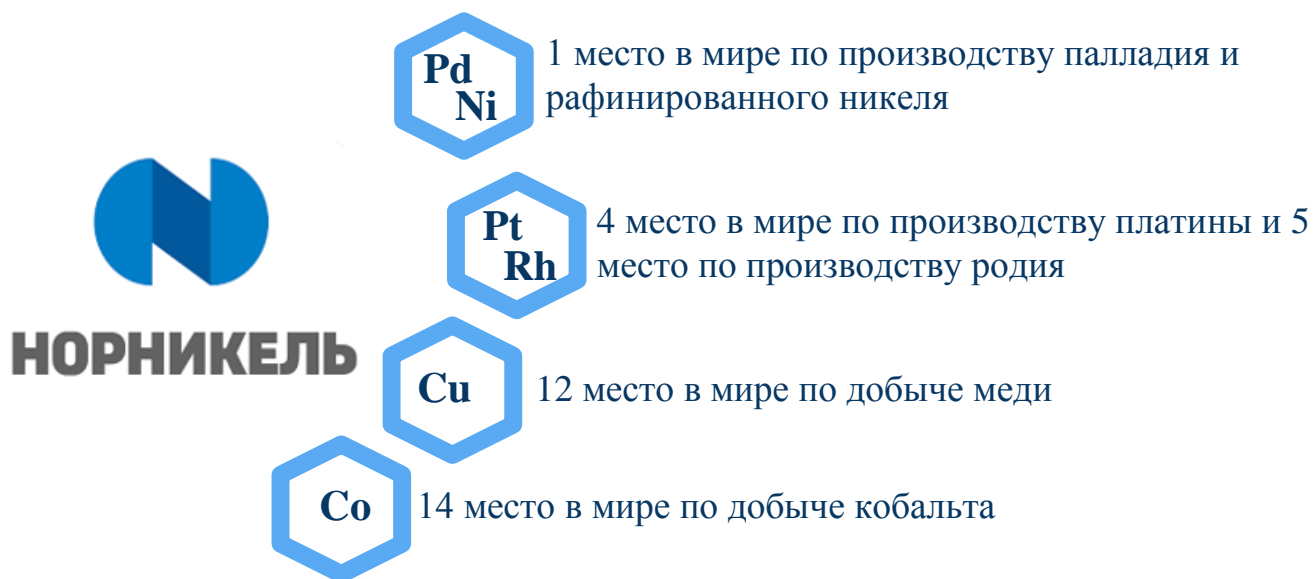 Pd
Ni
1 место в мире по производству палладия и
рафинированного никеля
НОРНИКЕЛЬ
Pt
Rh
4 место в мире по производству платины и 5
место по производству родия
Cu
12 место в мире по добыче меди
Co
14 место в мире по добыче кобальта